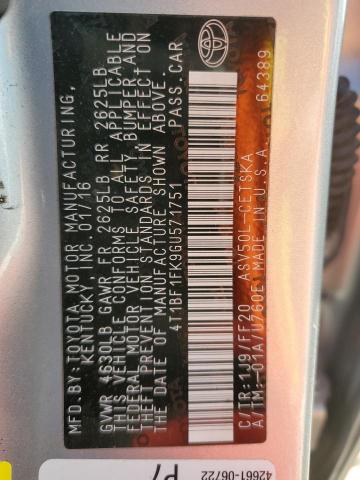 MFD.BY:TOYOTA MOTOR MANUFACTURING,
KENTUCKY, INC.01/16
GVWR 4630LB GAWR FR 2625LB RR 2625LB
THIS VEHICLE CONFORMS TO ALL APPLICABLE
FEDERAL MOTOR VEHICLE SAFETY, BUMPER, AND
THEFT PREVENTION STANDARDS IN EFFECT ON
THE DATE OF MANUFACTURE SHOWN ABOVE.
4T1BF1FK9GU571751 PASS.CAR
C/TR:1J9/FF20 ASV50L-CETSKA
A/TM:-01A/U760E MADE IN U.S.A. 64389
42661-06722